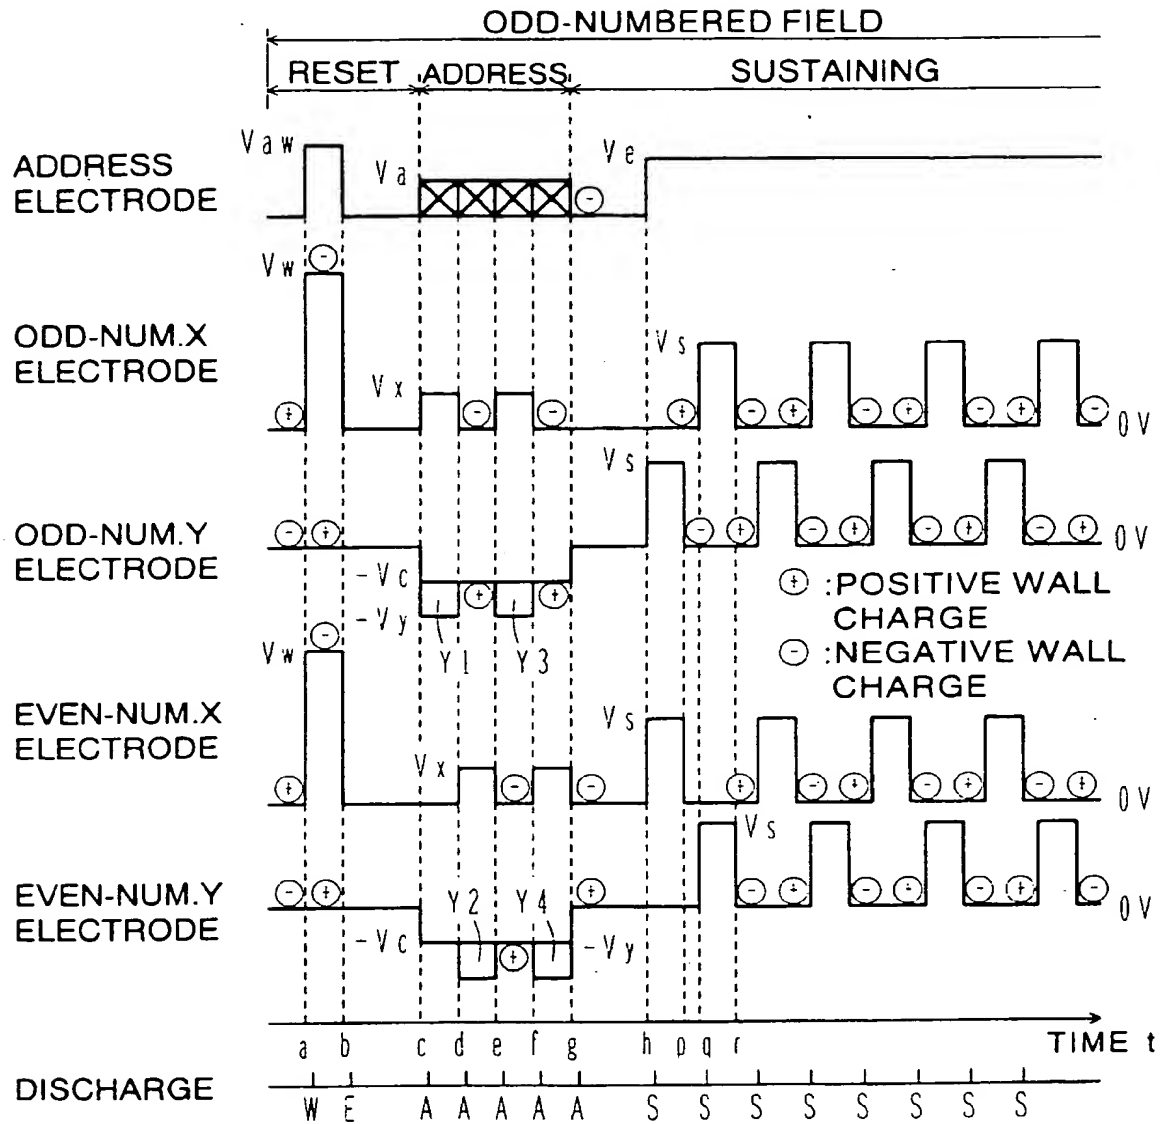 ODD-NUMBERED FIELD
RESET ADDRESS SUSTAINING
Vaw
ADDRESS
ELECTRODE
Va
Ve
-
Vw
-
ODD-NUM.X
ELECTRODE
Vx
Vs
+ - - + - + - + - + -
0V
Vs
ODD-NUM.Y
ELECTRODE
- + - + - + - + - +
0V
-Vc
+ +
-Vy
Y1 Y3
+ :POSITIVE WALL
CHARGE
- :NEGATIVE WALL
CHARGE
-
Vw
EVEN-NUM.X
ELECTRODE
Vs
Vx
+ - - + - + - + - +
0V
Vs
EVEN-NUM.Y
ELECTRODE
- + + - + - + - + -
0V
Y2 Y4
-Vc
+
-Vy
a b c d e f g h p q r
TIME t
DISCHARGE
W E A A A A A S S S S S S S S